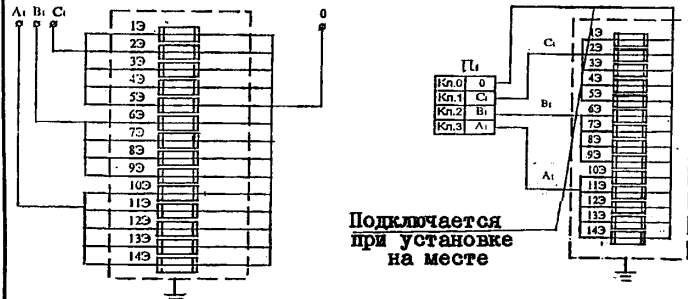 A₁ B₁ C₁
0
1Э
2Э
3Э
4Э
5Э
6Э
7Э
8Э
9Э
10Э
11Э
12Э
13Э
14Э
П₁
Кл.0 0
Кл.1 C₁
Кл.2 B₁
Кл.3 A₁
C₁
B₁
A₁
1Э
2Э
3Э
4Э
5Э
6Э
7Э
8Э
9Э
10Э
11Э
12Э
13Э
14Э
Подключается
при установке
на месте